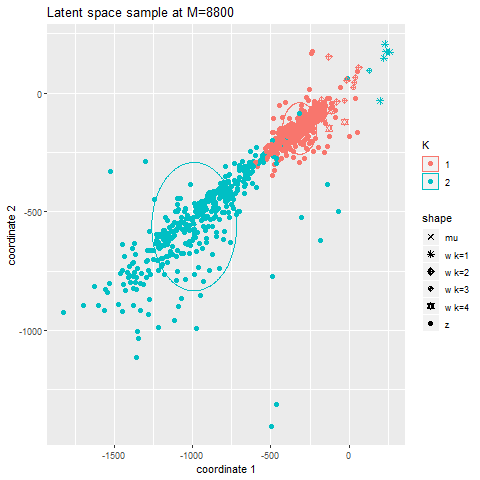 Latent space sample at M=8800
0
-500
-1000
coordinate 2
-1500
-1000
-500
0
coordinate 1
K
1
2
shape
mu
w k=1
w k=2
w k=3
w k=4
z